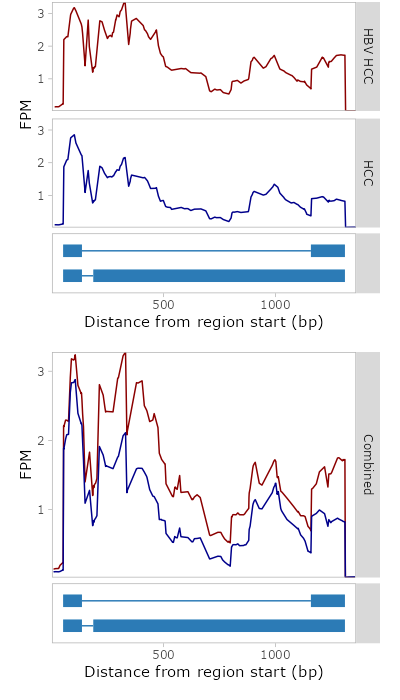 3
2
1
HBV HCC
FPM
3
2
1
HCC
500
1000
Distance from region start (bp)
3
2
1
FPM
Combined
500
1000
Distance from region start (bp)